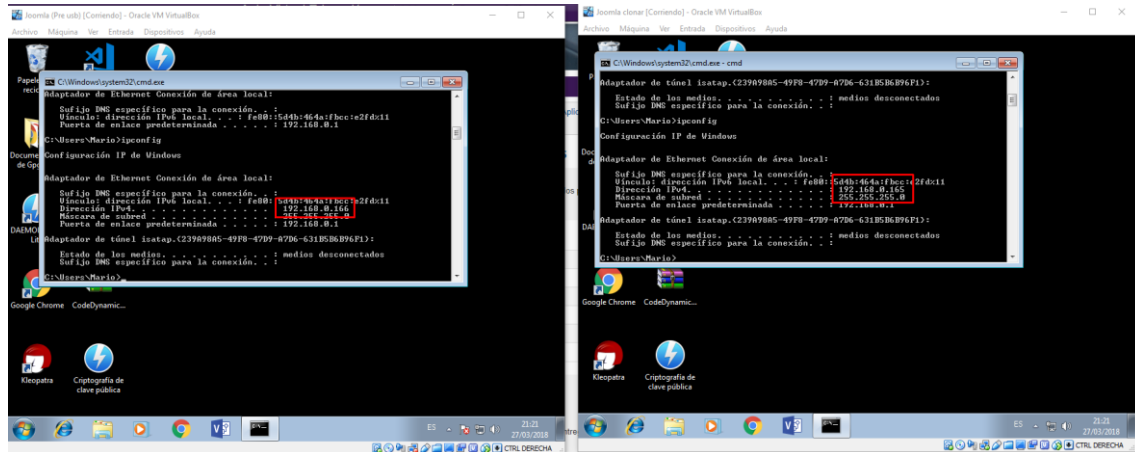 Joomla (Pre usb) [Corriendo] - Oracle VM VirtualBox
Archivo Máquina Ver Entrada Dispositivos Ayuda
C:\Windows\system32\cmd.exe
Adaptador de Ethernet Conexión de área local:
Sufijo DNS específico para la conexión. . :
Vínculo: dirección IPv6 local. . . : fe80::5d4b:464a:fbcc:e2fd%11
Puerta de enlace predeterminada . . . . . : 192.168.0.1
C:\Users\Mario>ipconfig
Configuración IP de Windows
Adaptador de Ethernet Conexión de área local:
Sufijo DNS específico para la conexión. . :
Vínculo: dirección IPv6 local. . . : fe80::5d4b:464a:fbcc:e2fd%11
Dirección IPv4. . . . . . . . . . . . . . : 192.168.0.166
Máscara de subred . . . . . . . . . . . . : 255.255.255.0
Puerta de enlace predeterminada . . . . . : 192.168.0.1
Adaptador de túnel isatap.{239A98A5-49F8-47D9-A7D6-631B5B6B96F1}:
Estado de los medios. . . . . . . . . . . : medios desconectados
Sufijo DNS específico para la conexión. . :
C:\Users\Mario>_
Google Chrome CodeDynamic...
Kleopatra Criptografía de
clave pública
ES 21:21
27/03/2018
CTRL DERECHA
Joomla clonar [Corriendo] - Oracle VM VirtualBox
Archivo Máquina Ver Entrada Dispositivos Ayuda
C:\Windows\system32\cmd.exe - cmd
Adaptador de túnel isatap.{239A98A5-49F8-47D9-A7D6-631B5B6B96F1}:
Estado de los medios. . . . . . . . . . . : medios desconectados
Sufijo DNS específico para la conexión. . :
C:\Users\Mario>ipconfig
Configuración IP de Windows
Adaptador de Ethernet Conexión de área local:
Sufijo DNS específico para la conexión. . :
Vínculo: dirección IPv6 local. . . : fe80::5d4b:464a:fbcc:e2fd%11
Dirección IPv4. . . . . . . . . . . . . . : 192.168.0.165
Máscara de subred . . . . . . . . . . . . : 255.255.255.0
Puerta de enlace predeterminada . . . . . : 192.168.0.1
Adaptador de túnel isatap.{239A98A5-49F8-47D9-A7D6-631B5B6B96F1}:
Estado de los medios. . . . . . . . . . . : medios desconectados
Sufijo DNS específico para la conexión. . :
C:\Users\Mario>
Google Chrome CodeDynamic...
Kleopatra Criptografía de
clave pública
ES 21:21
27/03/2018
CTRL DERECHA